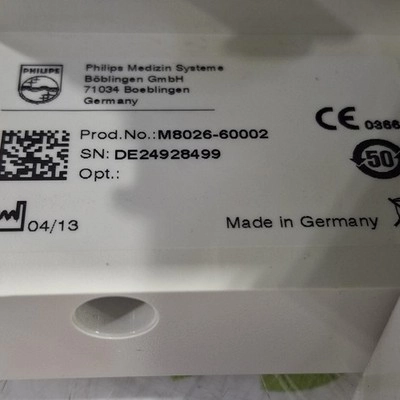 PHILIPS
Philips Medizin Systeme
Böblingen GmbH
71034 Boeblingen
Germany
Prod.No.: M8026-60002
SN: DE24928499
Opt.:
CE 0366
50
04/13
Made in Germany